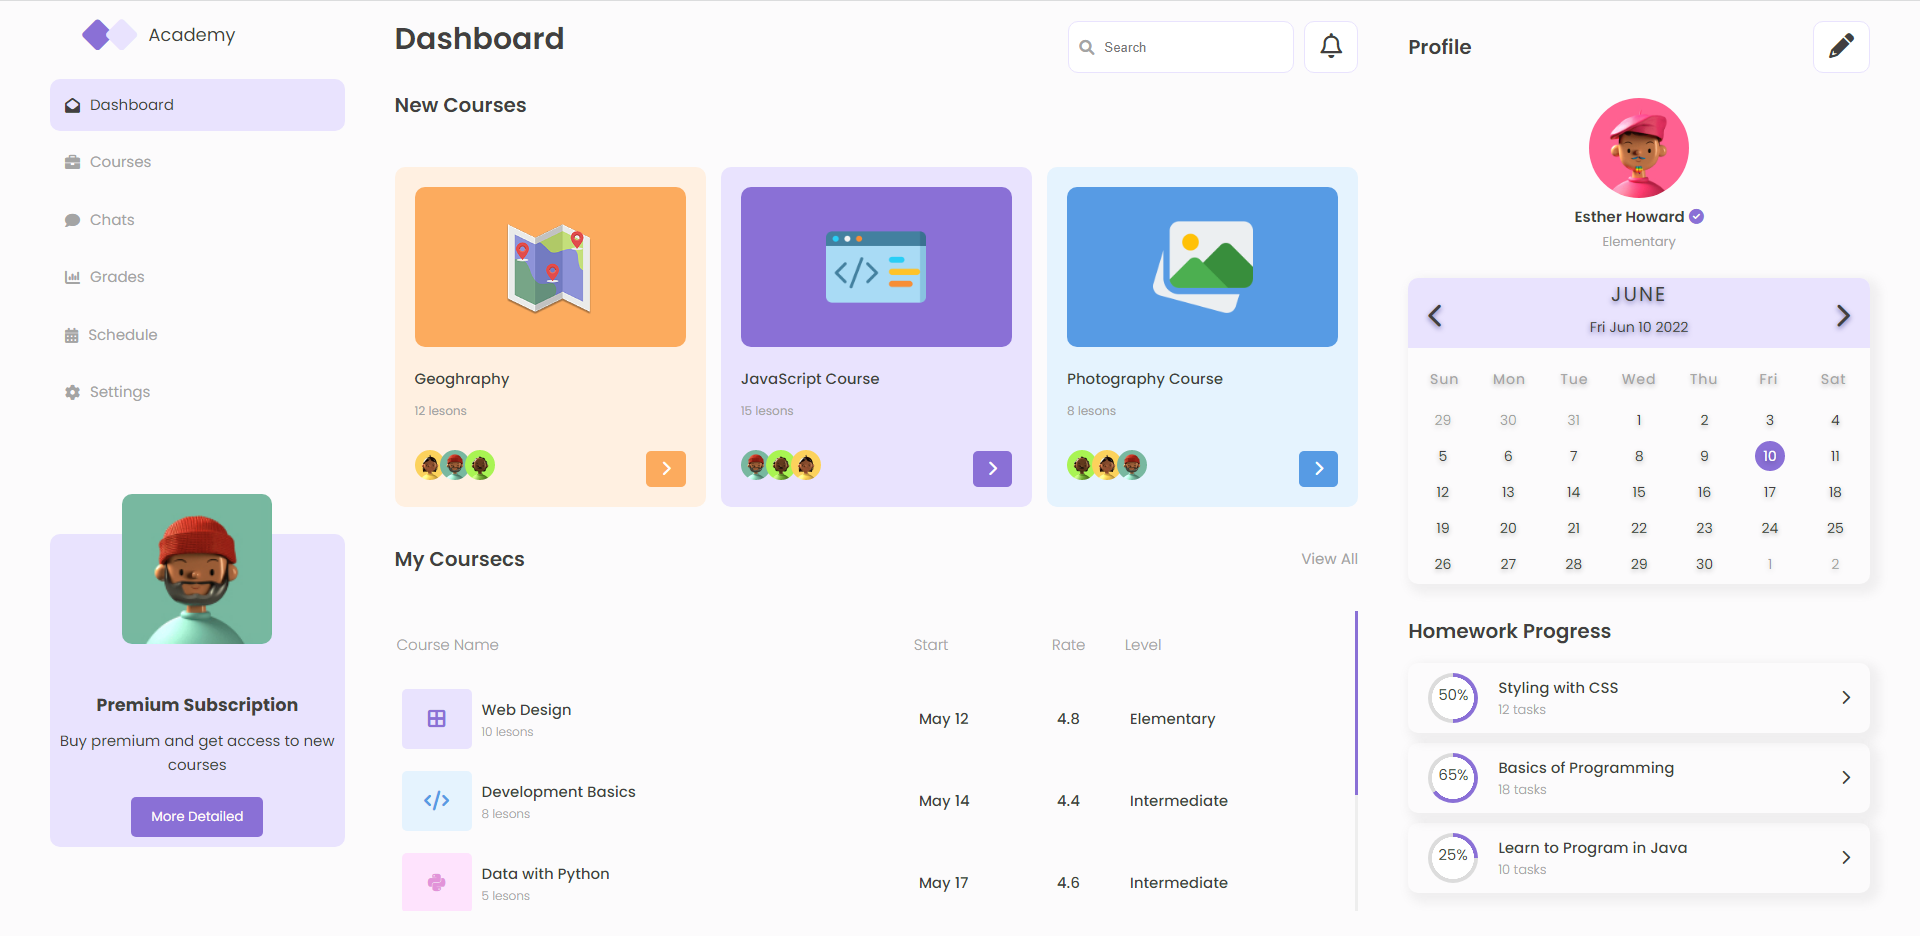 Academy
Dashboard
Courses
Chats
Grades
Schedule
Settings
Premium Subscription
Buy premium and get access to new
courses
More Detailed
Dashboard
Search
New Courses
Geoghraphy
12 lesons
JavaScript Course
15 lesons
Photography Course
8 lesons
My Coursecs
View All
Course Name Start Rate Level
Web Design
10 lesons
May 12 4.8 Elementary
Development Basics
8 lesons
May 14 4.4 Intermediate
Data with Python
5 lesons
May 17 4.6 Intermediate
Profile
Esther Howard
Elementary
JUNE
Fri Jun 10 2022
Sun Mon Tue Wed Thu Fri Sat
29 30 31 1 2 3 4
5 6 7 8 9 10 11
12 13 14 15 16 17 18
19 20 21 22 23 24 25
26 27 28 29 30 1 2
Homework Progress
50%
Styling with CSS
12 tasks
65%
Basics of Programming
18 tasks
25%
Learn to Program in Java
10 tasks